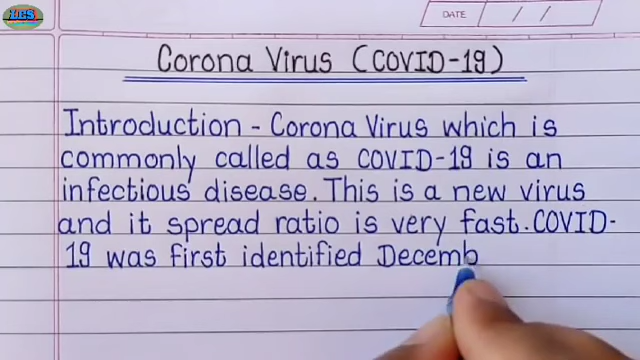 YCS
DATE / /
Corona Virus (COVID-19)
Introduction - Corona Virus which is
commonly called as COVID-19 is an
infectious disease. This is a new virus
and it spread ratio is very fast. COVID-
19 was first identified Decemb